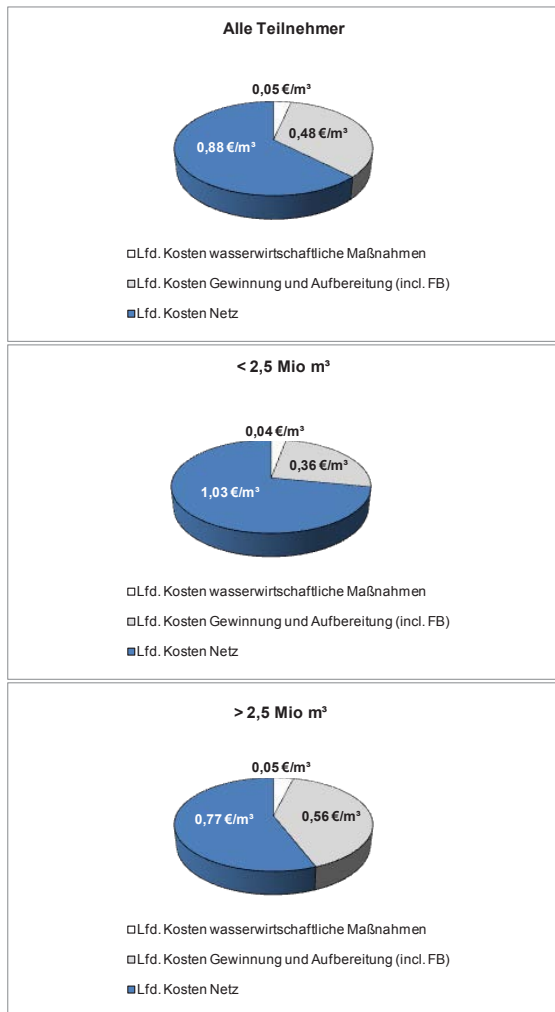 Alle Teilnehmer
0,05 €/m³
0,48 €/m³
0,88 €/m³
Lfd. Kosten wasserwirtschaftliche Maßnahmen
Lfd. Kosten Gewinnung und Aufbereitung (incl. FB)
Lfd. Kosten Netz
< 2,5 Mio m³
0,04 €/m³
0,36 €/m³
1,03 €/m³
Lfd. Kosten wasserwirtschaftliche Maßnahmen
Lfd. Kosten Gewinnung und Aufbereitung (incl. FB)
Lfd. Kosten Netz
> 2,5 Mio m³
0,05 €/m³
0,77 €/m³ 0,56 €/m³
Lfd. Kosten wasserwirtschaftliche Maßnahmen
Lfd. Kosten Gewinnung und Aufbereitung (incl. FB)
Lfd. Kosten Netz